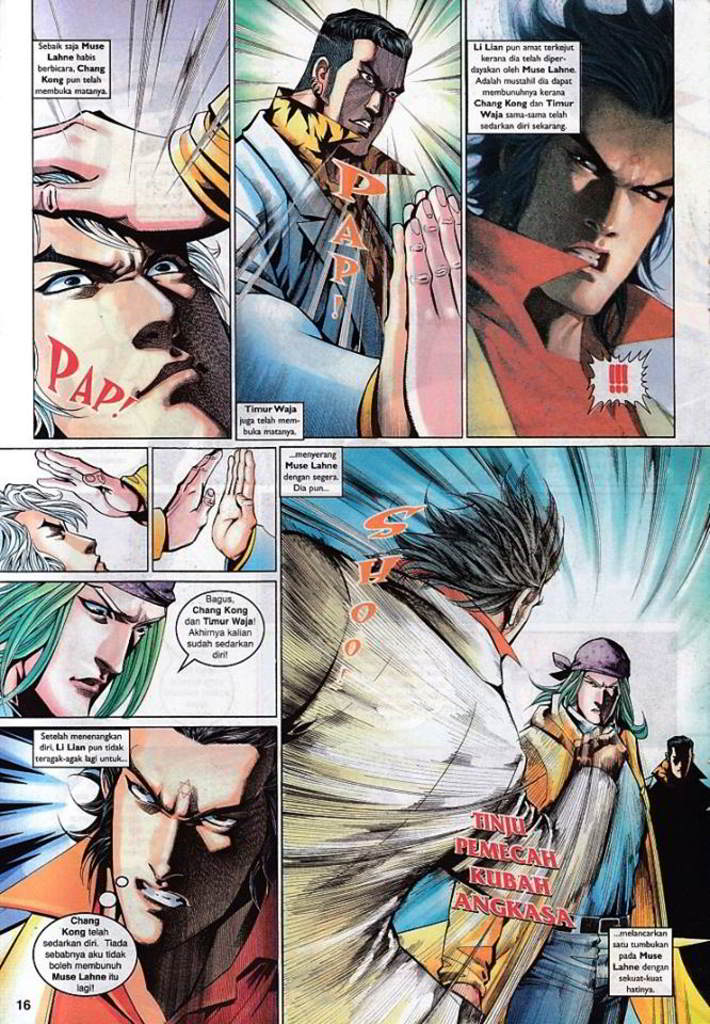 Sebaik saja Muse
Lahne habis
berbicara, Chang
Kong pun telah
membuka matanya.
PAP!
PAP!
Timur Waja
juga telah mem-
buka matanya.
Li Lian pun amat terkejut
kerana dia telah diper-
dayakan oleh Muse Lahne.
Adalah mustahil dia dapat
membunuhnya kerana
Chang Kong dan Timur
Waja sama-sama telah
sedarkan diri sekarang.
!!!
Bagus,
Chang Kong
dan Timur Waja!
Akhirnya kalian
sudah sedarkan
diri!
Setelah menenangkan
diri, Li Lian pun tidak
teragak-agak lagi untuk...
Chang
Kong telah
sedarkan diri. Tiada
sebabnya aku tidak
boleh membunuh
Muse Lahne itu
lagi!
...menyerang
Muse Lahne
dengan segera.
Dia pun...
SHOO!
TINJU
PEMECAH
KUBAH
ANGKASA
...melancarkan
satu tumbukan
pada Muse
Lahne dengan
sekuat-kuat
hatinya.
16